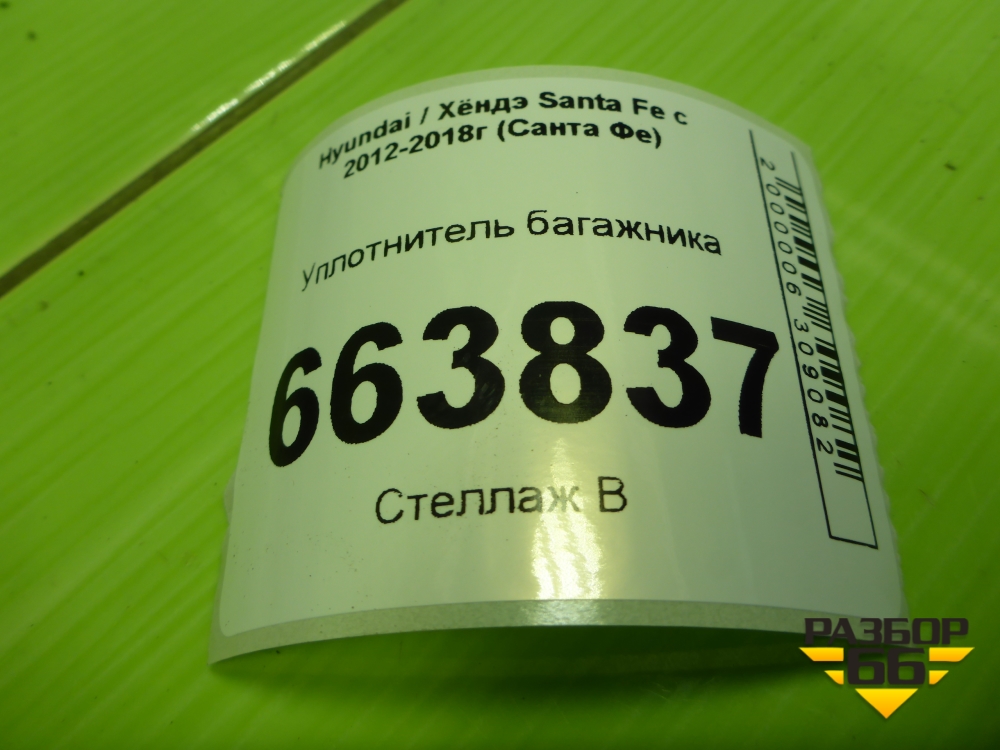 Hyundai / Хёндэ Santa Fe с
2012-2018г (Санта Фе)
Уплотнитель багажника
663837
Стеллаж В
2000006309082
РАЗБОР
66